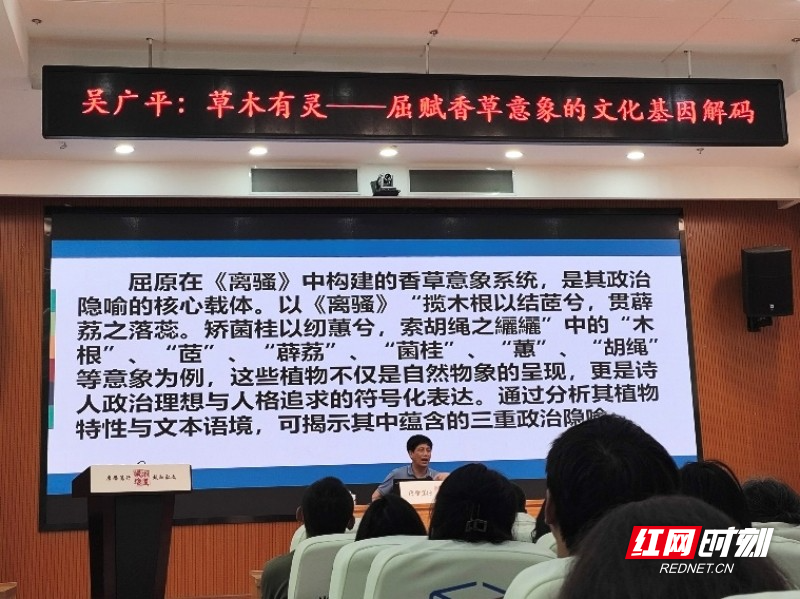 吴广平：草木有灵——屈赋香草意象的文化基因解码
屈原在《离骚》中构建的香草意象系统，是其政治
隐喻的核心载体。以《离骚》“揽木根以结茝兮，贯薜
荔之落蕊。矫菌桂以纫蕙兮，索胡绳之纚纚”中的“木
根”、“茝”、“薜荔”、“菌桂”、“蕙”、“胡绳”
等意象为例，这些植物不仅是自然物象的呈现，更是诗
人政治理想与人格追求的符号化表达。通过分析其植物
特性与文本语境，可揭示其中蕴含的三重政治隐喻
红网时刻
REDNET.CN